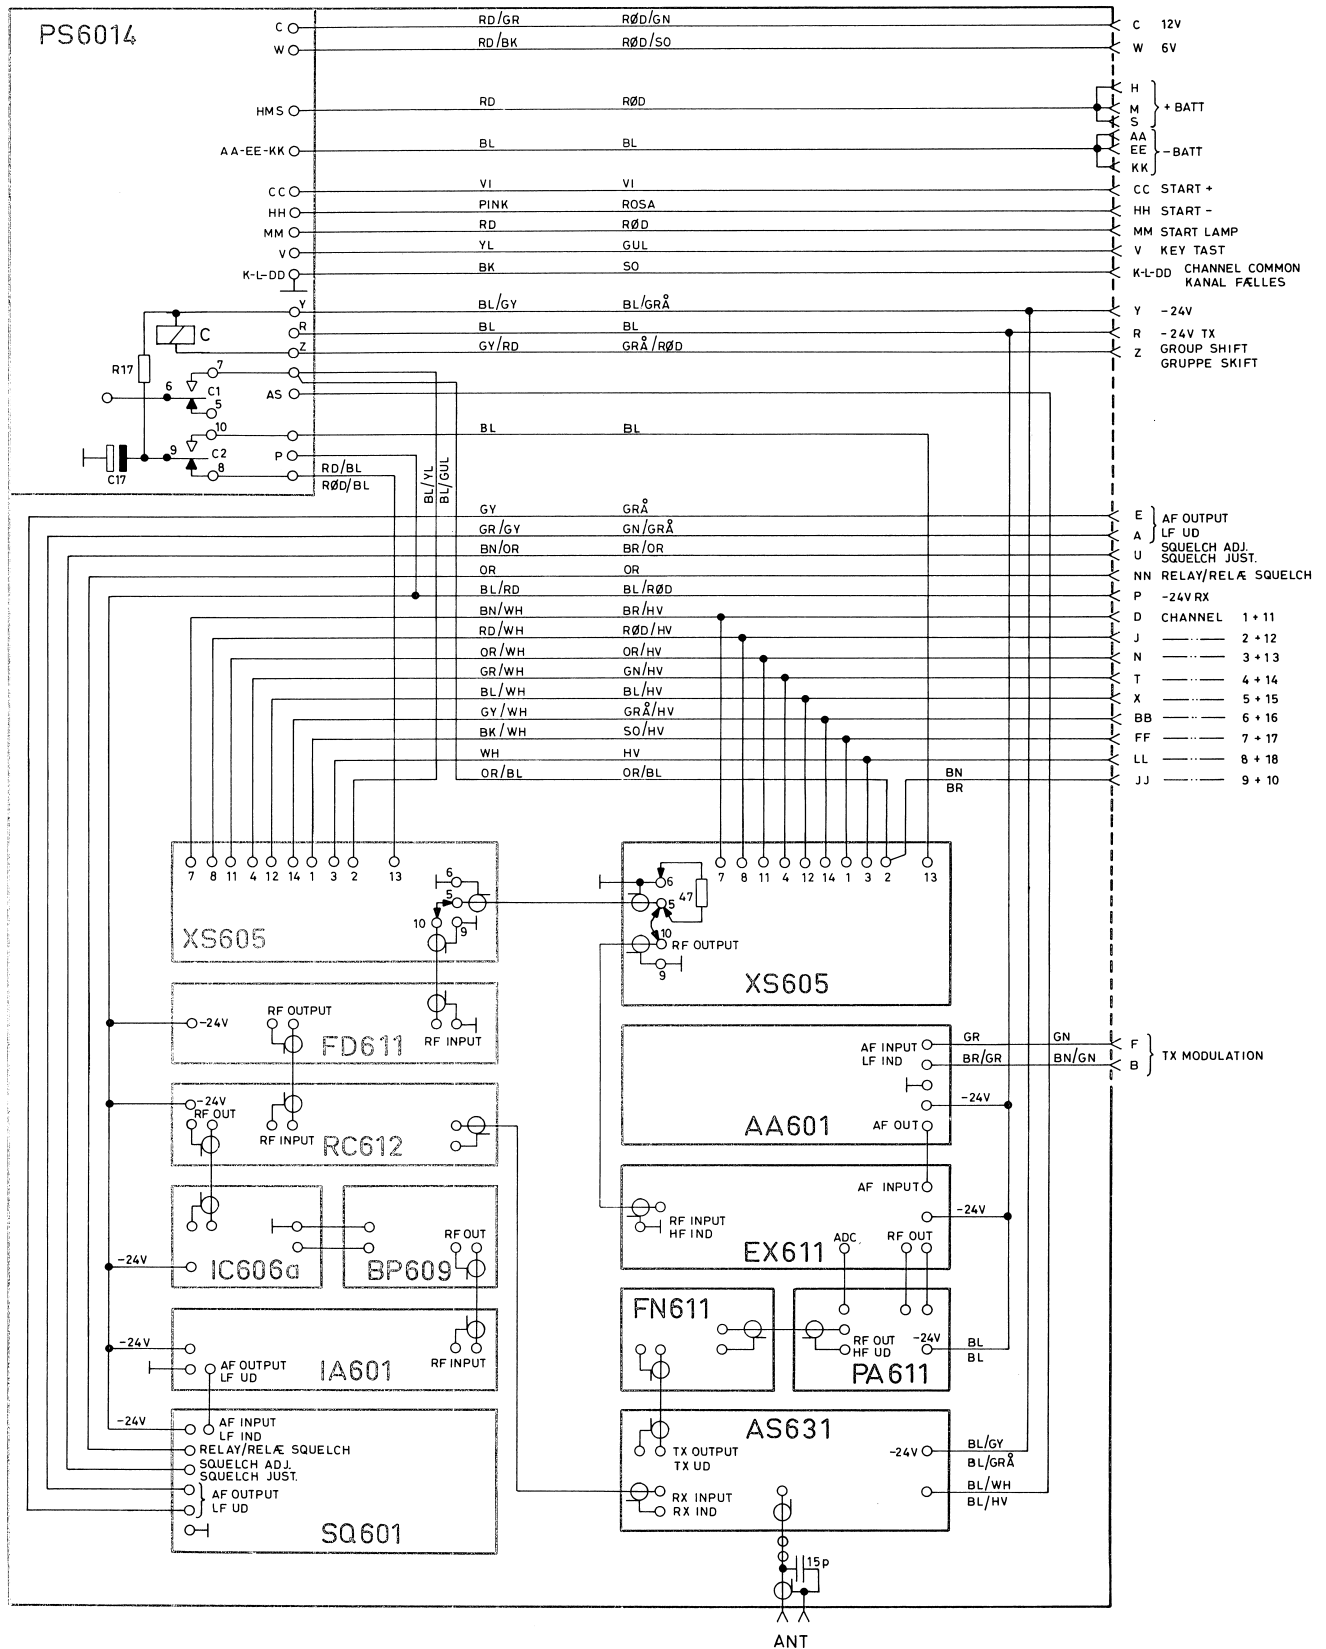 PS6014
C RD/GR RØD/GN C 12V
W RD/BK RØD/SO W 6V
H
HMS RD RØD M + BATT
S
AA
AA-EE-KK BL BL EE -BATT
KK
CC VI VI CC START +
HH PINK ROSA HH START -
MM RD RØD MM START LAMP
V YL GUL V KEY TAST
K-L-DD BK SO K-L-DD CHANNEL COMMON
KANAL FÆLLES
Y BL/GY BL/GRÅ Y -24V
C R BL BL R -24V TX
Z GY/RD GRÅ/RØD Z GROUP SHIFT
GRUPPE SKIFT
R17 7
6 C1 AS
5
10 BL BL
9 C2 P
C17 8 RD/BL
RØD/BL
BL/YL
BL/GUL
GY GRÅ E AF OUTPUT
GR/GY GN/GRÅ A LF UD
BN/OR BR/OR U SQUELCH ADJ.
SQUELCH JUST.
OR OR NN RELAY/RELÆ SQUELCH
BL/RD BL/RØD P -24V RX
BN/WH BR/HV D CHANNEL 1 + 11
RD/WH RØD/HV J 2 + 12
OR/WH OR/HV N 3 + 13
GR/WH GN/HV T 4 + 14
BL/WH BL/HV X 5 + 15
GY/WH GRÅ/HV BB 6 + 16
BK/WH SO/HV FF 7 + 17
WH HV LL 8 + 18
OR/BL OR/BL BN JJ 9 + 10
BR
7 8 11 4 12 14 1 3 2 13
6
5
10 9
XS605
7 8 11 4 12 14 1 3 2 13
6
47
5
10
RF OUTPUT
9
XS605
RF OUTPUT
-24V
FD611
RF INPUT
-24V
RF OUT
RF INPUT
RC612
IC606a
-24V
RF OUT
BP609
-24V
AF OUTPUT
LF UD
IA601
RF INPUT
-24V
AF INPUT
LF IND
RELAY/RELÆ SQUELCH
SQUELCH ADJ.
SQUELCH JUST.
AF OUTPUT
LF UD
SQ601
AF INPUT GR GN F
LF IND BR/GR BN/GN B TX MODULATION
-24V
AA601
AF OUT
AF INPUT
-24V
RF INPUT
HF IND
EX611
ADC RF OUT
FN611
RF OUT -24V
HF UD
BL
BL
PA611
AS631
TX OUTPUT
TX UD
-24V BL/GY
BL/GRÅ
RX INPUT
RX IND
BL/WH
BL/HV
15p
ANT